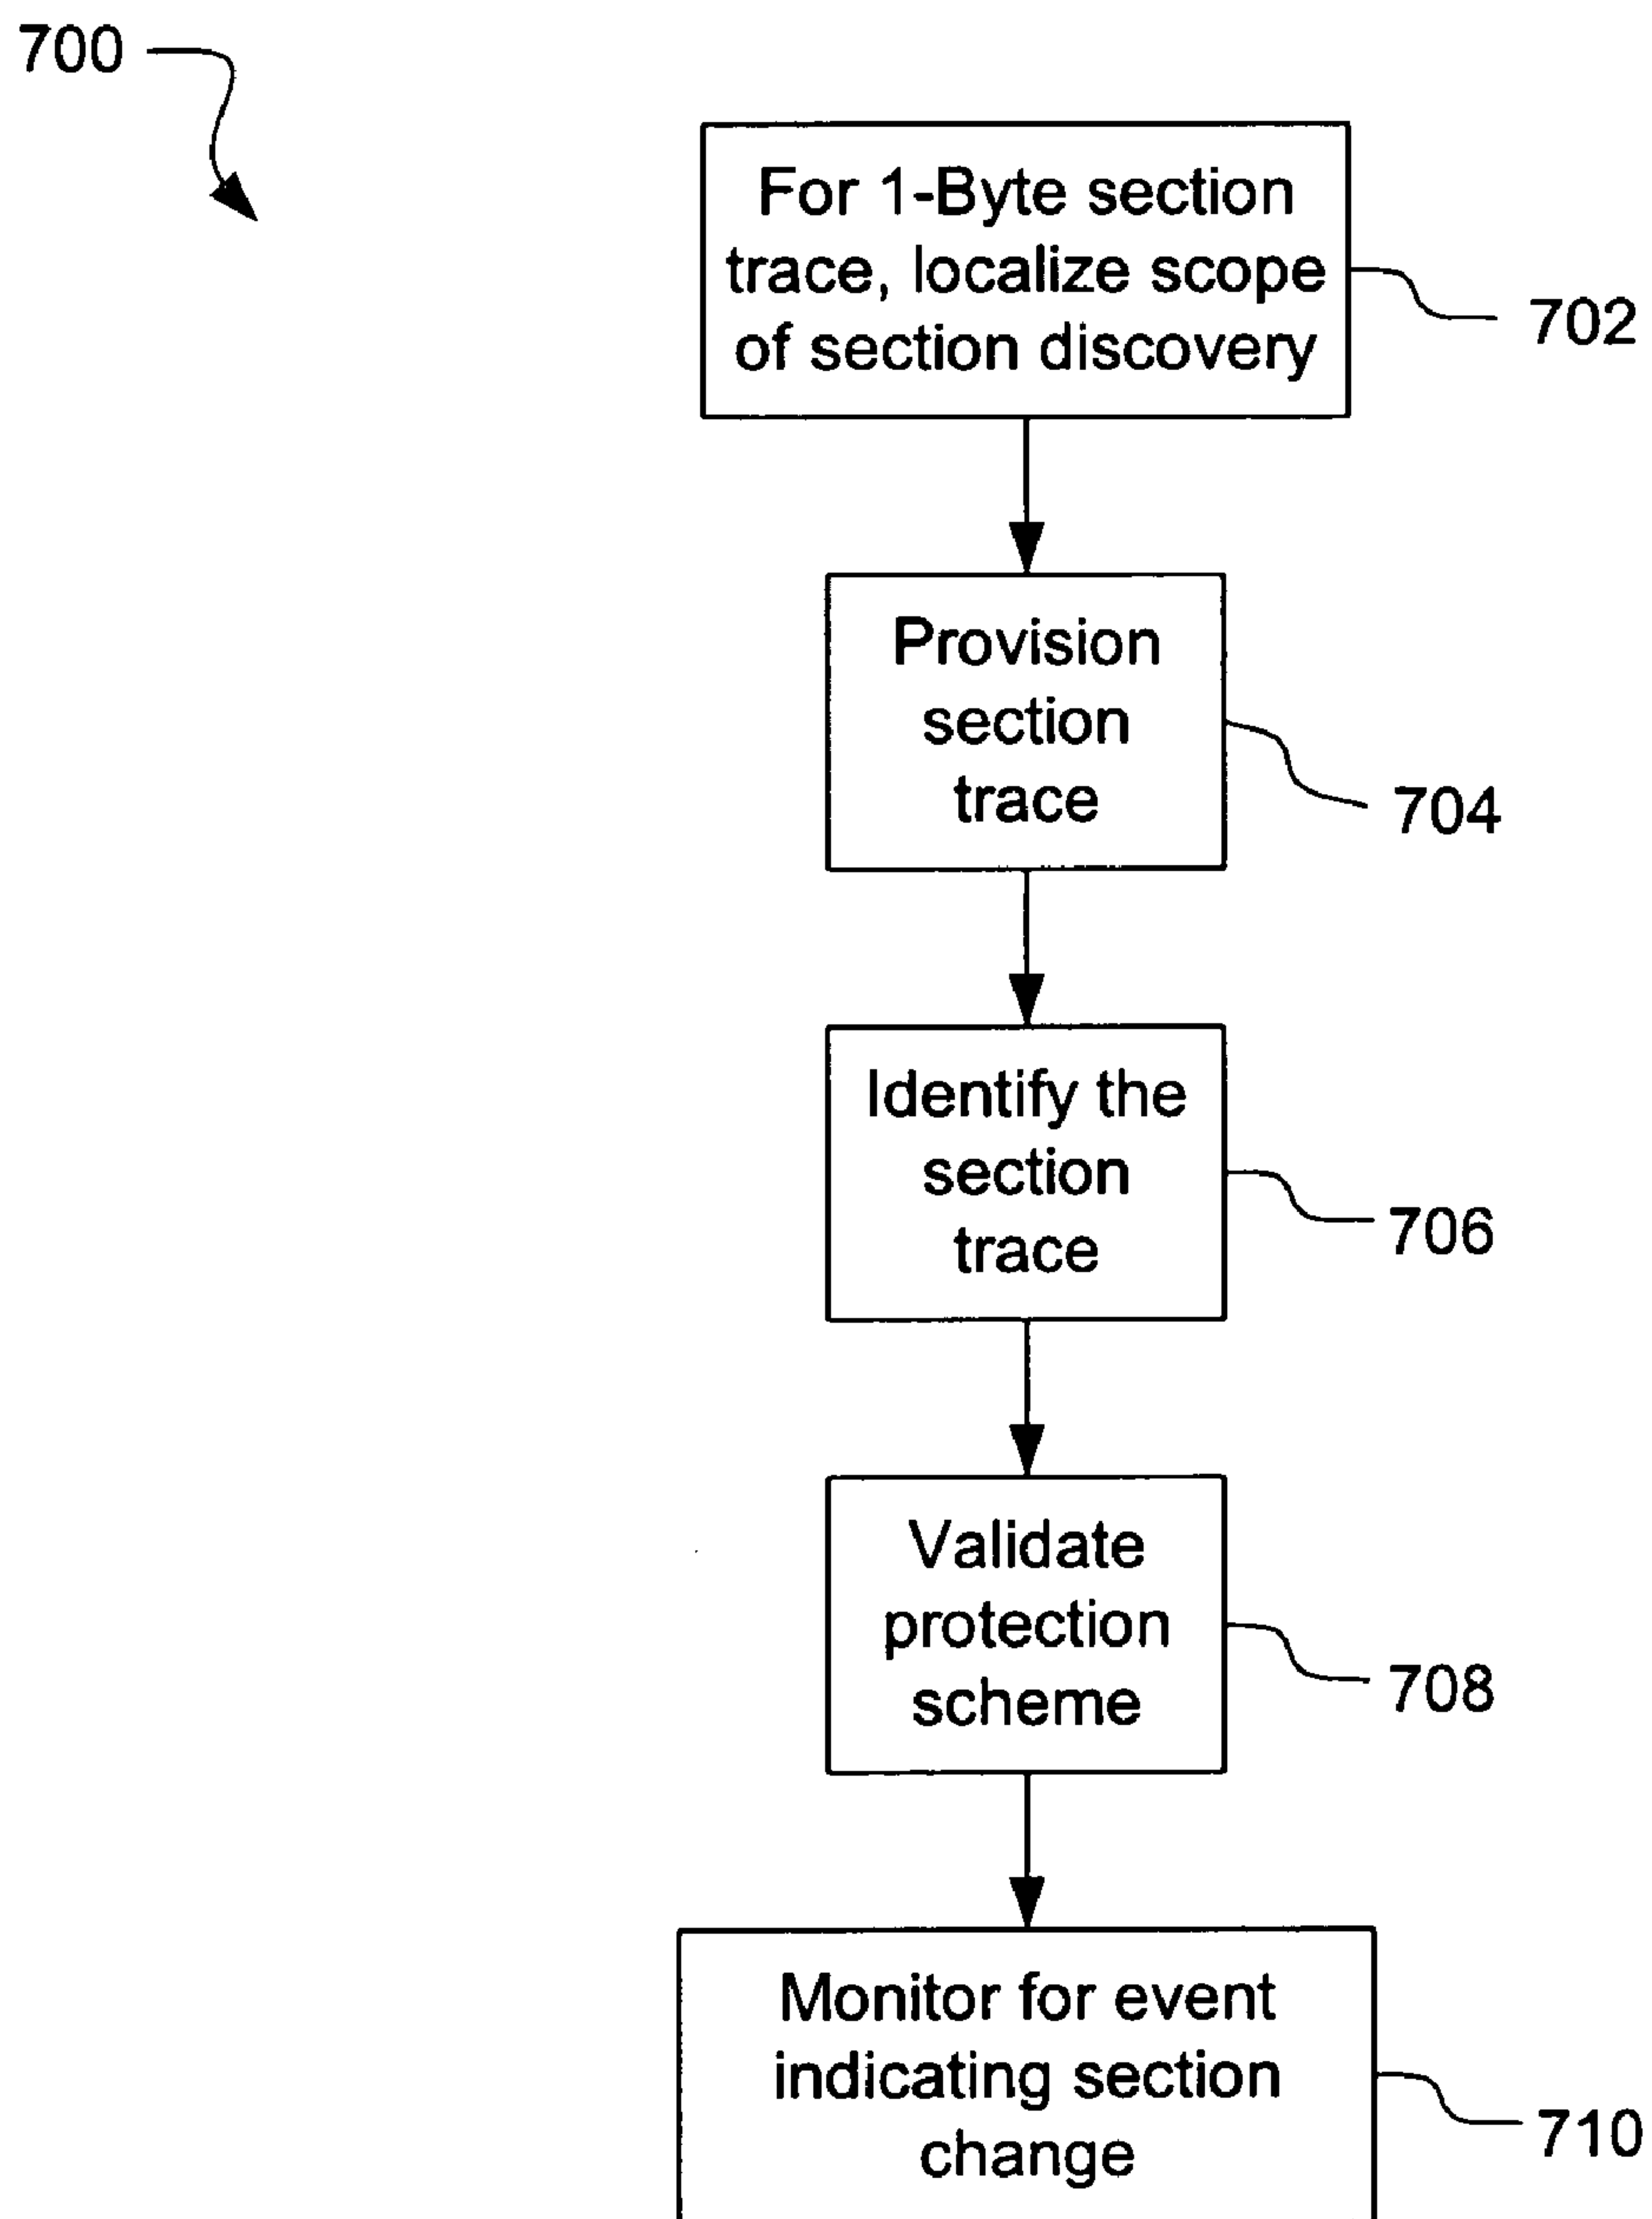 700
For 1-Byte section
trace, localize scope
of section discovery
702
Provision
section
trace
704
Identify the
section
trace
706
Validate
protection
scheme
708
Monitor for event
indicating section
change
710